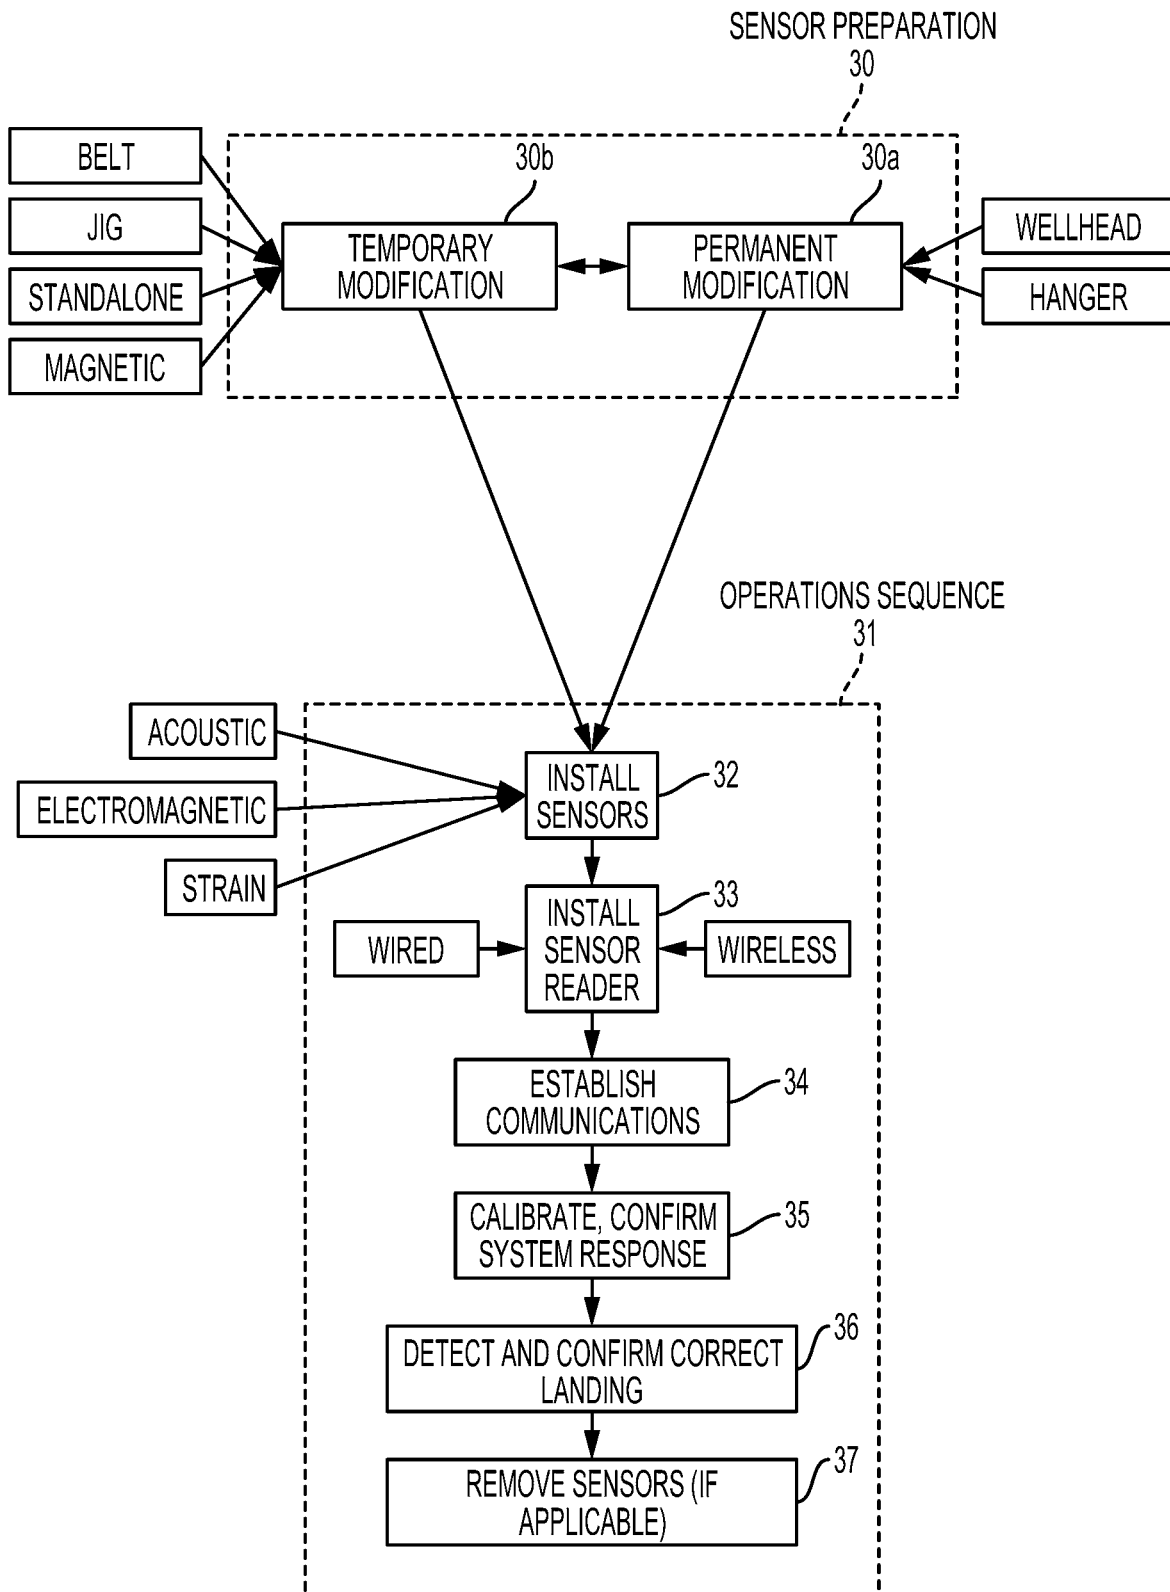 SENSOR PREPARATION
30
BELT
JIG
STANDALONE
MAGNETIC
30b
TEMPORARY
MODIFICATION
30a
PERMANENT
MODIFICATION
WELLHEAD
HANGER
OPERATIONS SEQUENCE
31
ACOUSTIC
ELECTROMAGNETIC
STRAIN
INSTALL
SENSORS
32
WIRED
INSTALL
SENSOR
READER
33
WIRELESS
ESTABLISH
COMMUNICATIONS
34
CALIBRATE, CONFIRM
SYSTEM RESPONSE
35
DETECT AND CONFIRM CORRECT
LANDING
36
REMOVE SENSORS (IF
APPLICABLE)
37